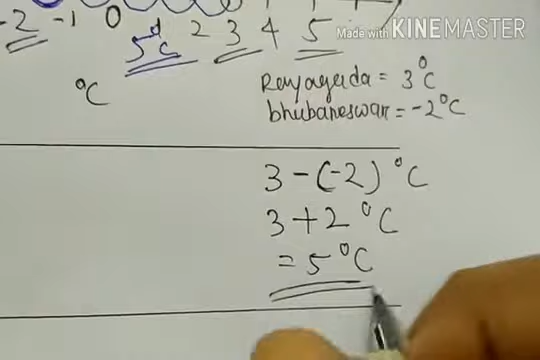 Made with KINEMASTER
-2 -1 0 2 3 4 5
5°C
°C
Rayagada = 3°C
bhubaneswar = -2°C
3-(-2)°C
3+2°C
= 5°C